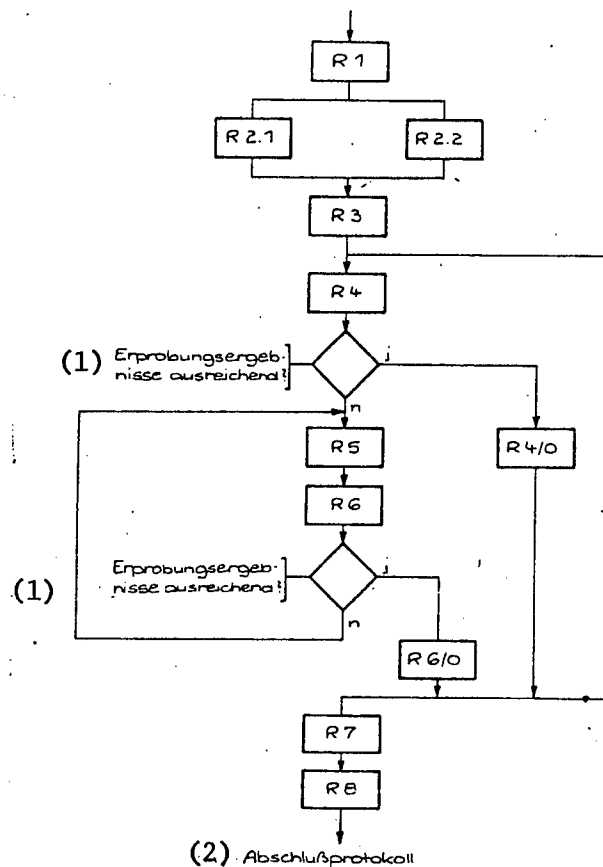 R 1
R 2.1
R 2.2
R 3
R 4
(1) Erprobungsergeb-
nisse ausreichend?
j
n
R 5
R 4/0
R 6
Erprobungsergeb-
nisse ausreichend?
(1)
j
n
R 6/0
R 7
R 8
(2) Abschlußprotokoll